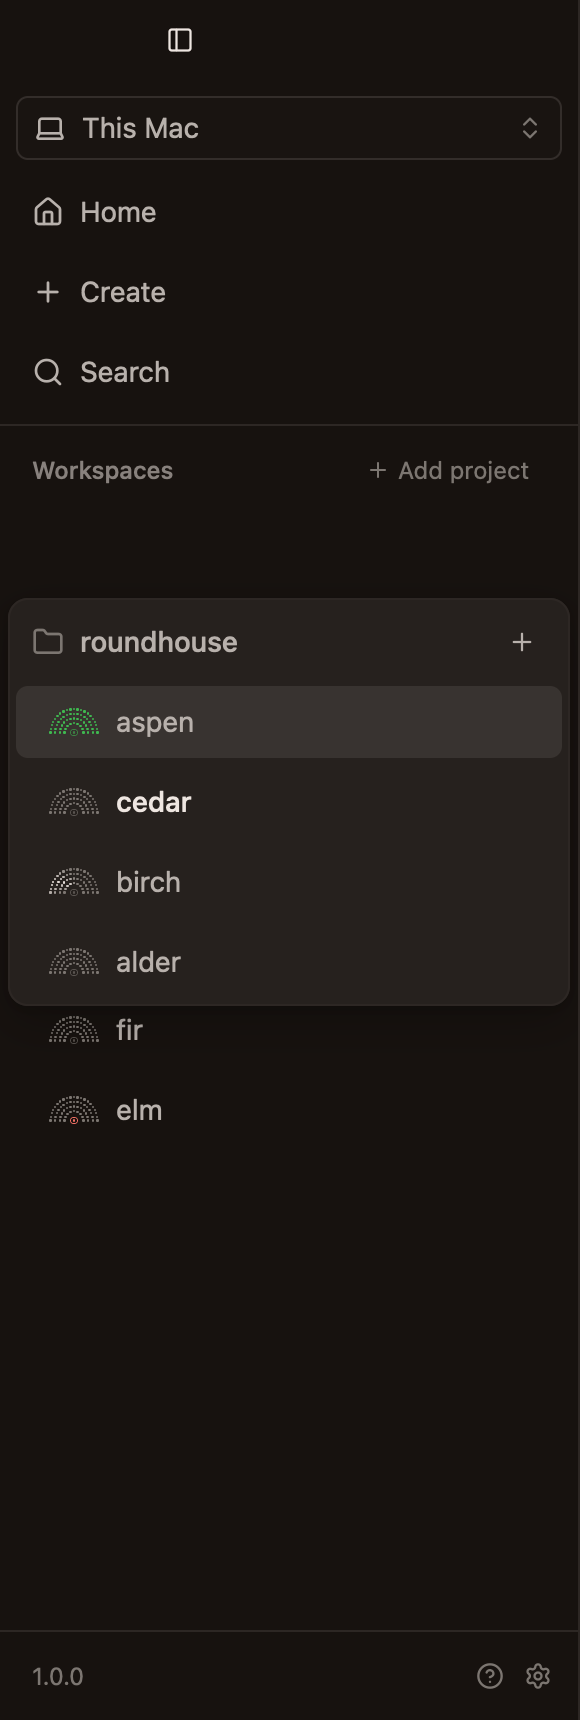 This Mac
Home
Create
Search
Workspaces
Add project
roundhouse
aspen
cedar
birch
alder
fir
elm
1.0.0